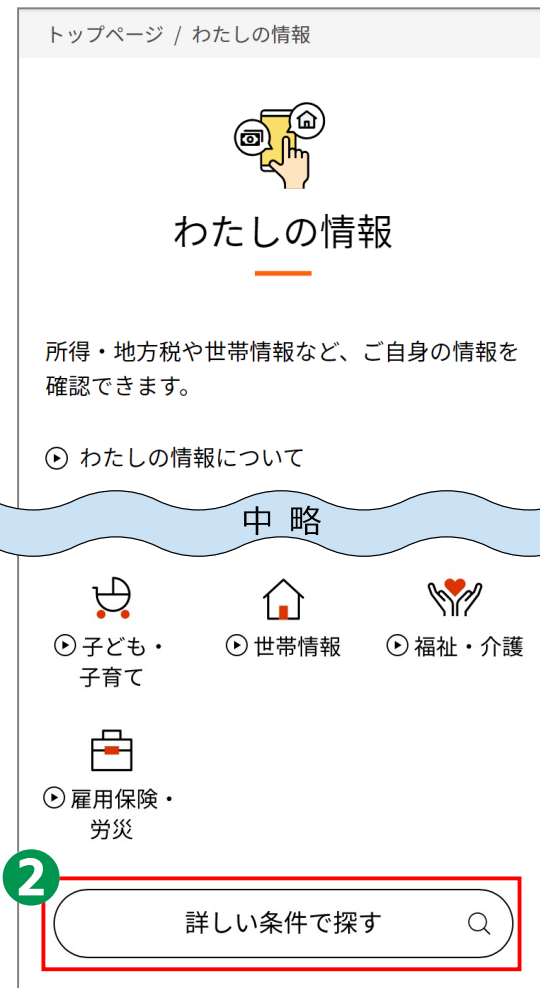 トップページ / わたしの情報
わたしの情報
所得・地方税や世帯情報など、ご自身の情報を
確認できます。
わたしの情報について
中 略
子ども・
子育て
世帯情報
福祉・介護
雇用保険・
労災
2
詳しい条件で探す